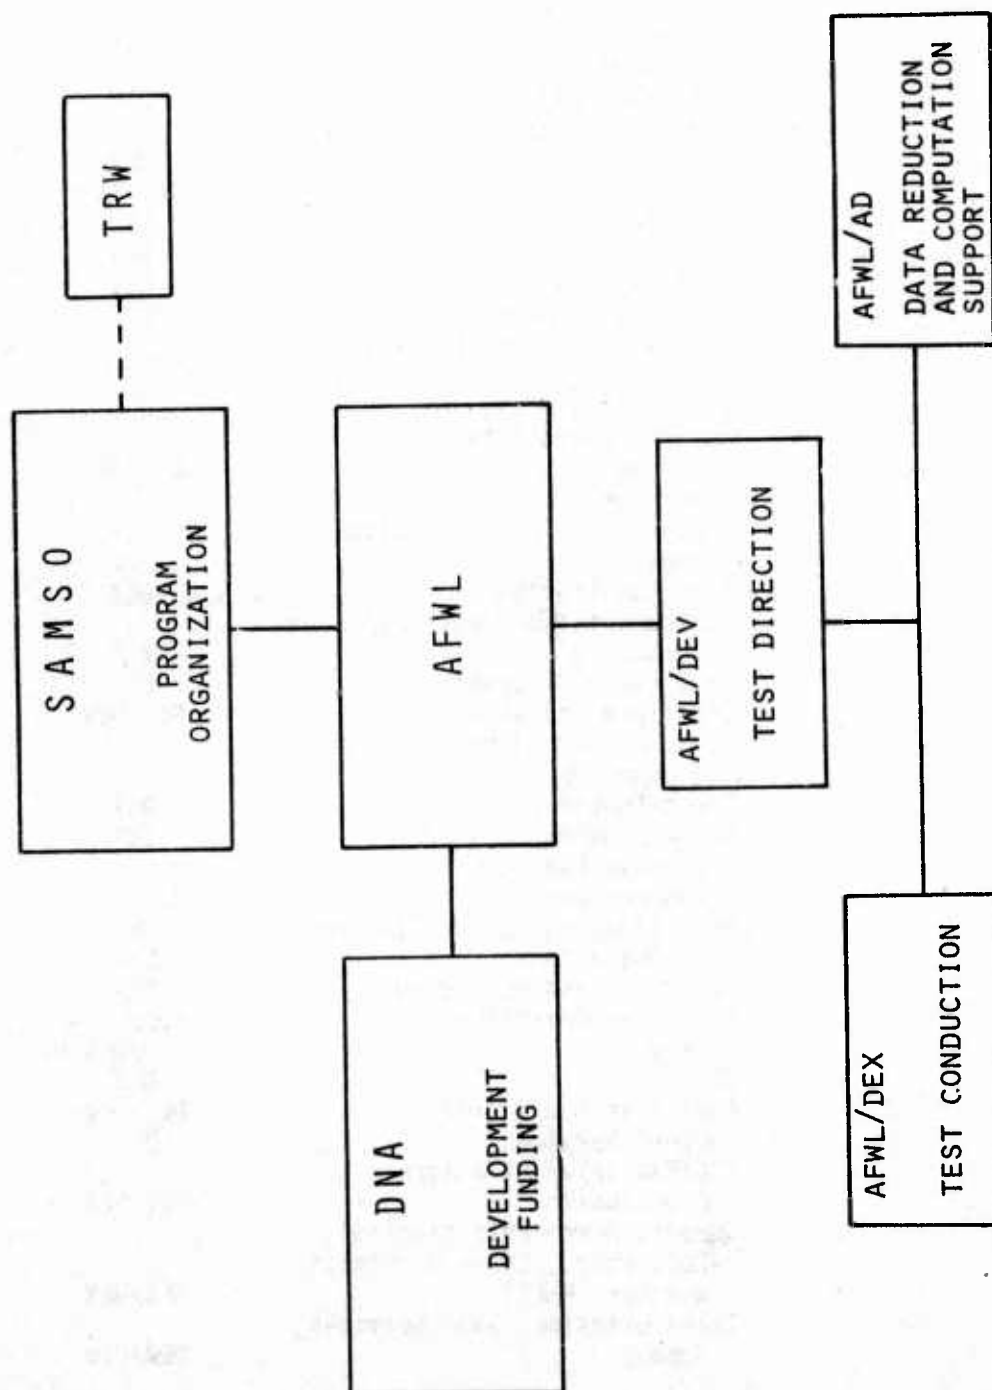 S A M S O
PROGRAM
ORGANIZATION
TRW
DNA
DEVELOPMENT
FUNDING
AFWL
AFWL/DEV
TEST DIRECTION
AFWL/DEX
TEST CONDUCTION
AFWL/AD
DATA REDUCTION
AND COMPUTATION
SUPPORT